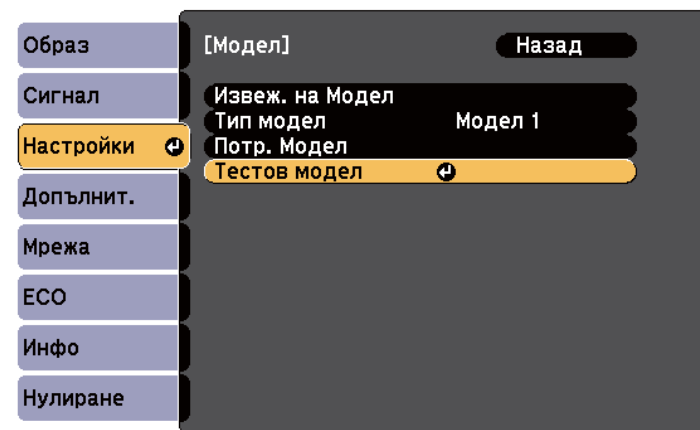 Образ
Сигнал
Настройки
Допълнит.
Мрежа
ECO
Инфо
Нулиране
[Модел] Назад
Извеж. на Модел
Тип модел Модел 1
Потр. Модел
Тестов модел